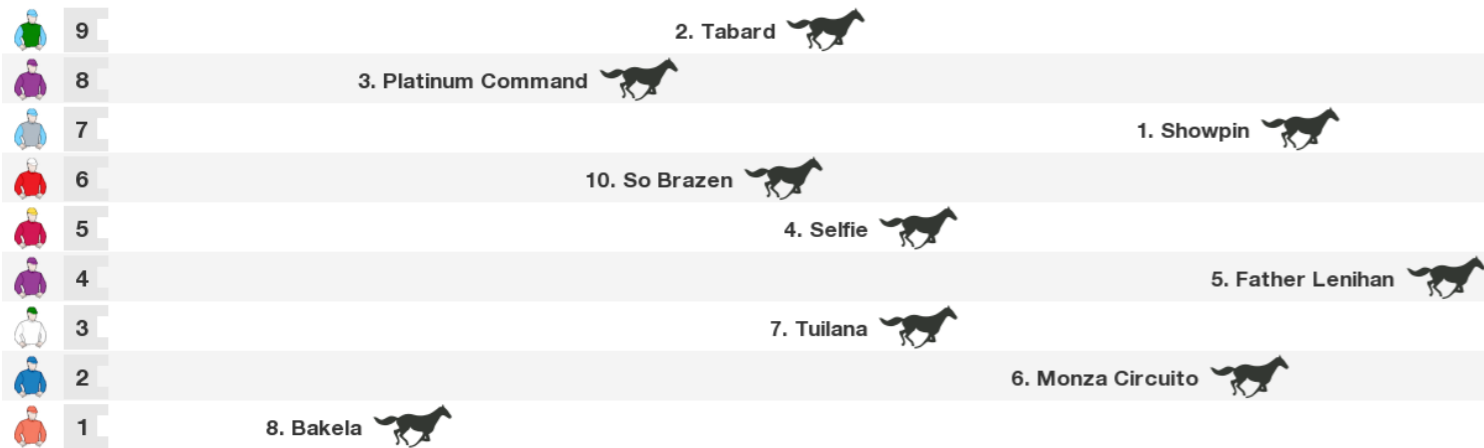 9 2. Tabard
8 3. Platinum Command
7 1. Showpin
6 10. So Brazen
5 4. Selfie
4 5. Father Lenihan
3 7. Tuilana
2 6. Monza Circuito
1 8. Bakela